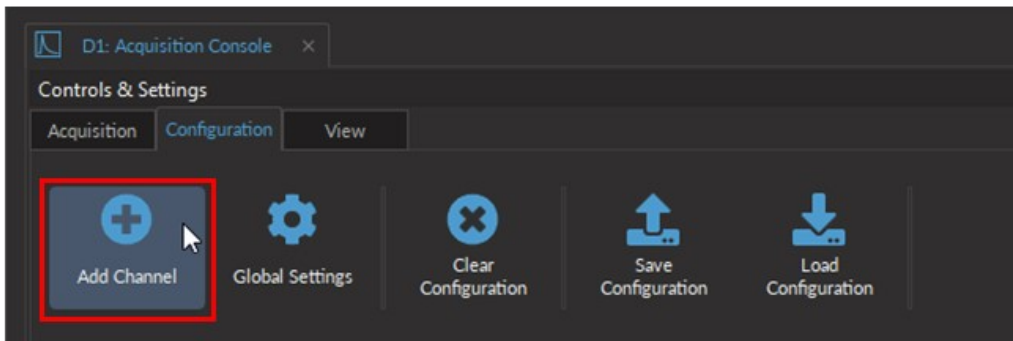 D1: Acquisition Console ×
Controls & Settings
Acquisition Configuration View
Add Channel
Global Settings
Clear
Configuration
Save
Configuration
Load
Configuration